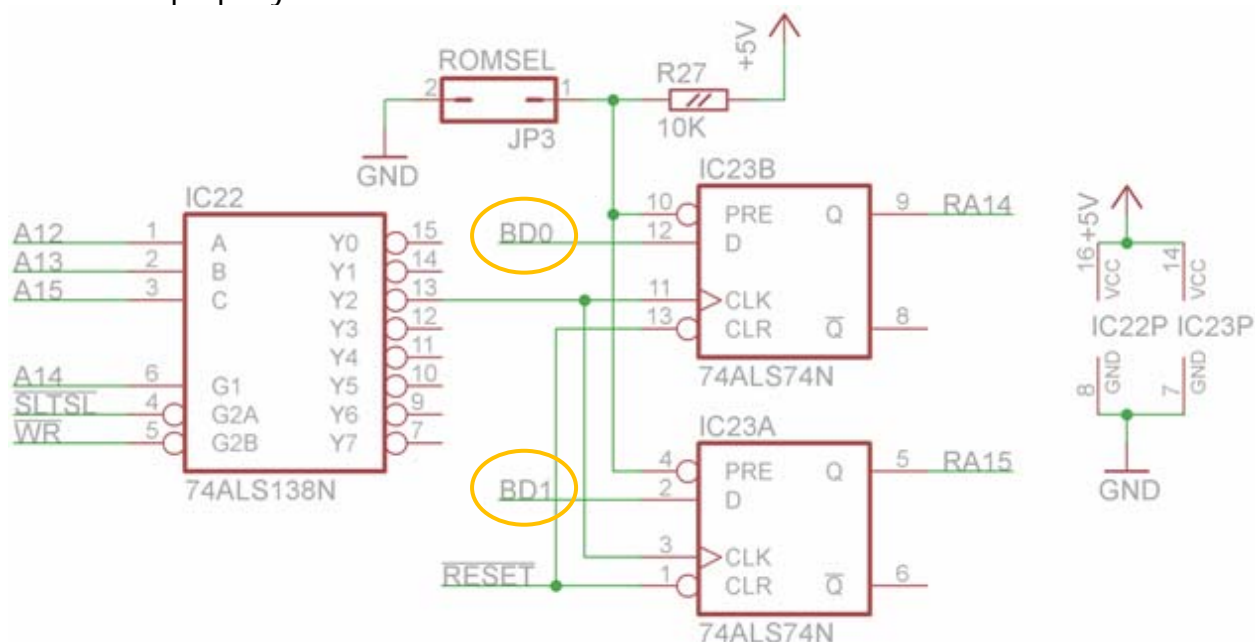 ROMSEL
2
1
JP3
R27
10K
+5V
GND
IC22
A12
1
A
Y0
15
A13
2
B
Y1
14
A15
3
C
Y2
13
Y3
12
Y4
11
A14
6
G1
Y5
10
SLTSL
4
G2A
Y6
9
WR
5
G2B
Y7
7
74ALS138N
IC23B
10
PRE
Q
9
RA14
BD0
12
D
11
CLK
13
CLR
Q
8
74ALS74N
IC23A
4
PRE
Q
5
RA15
BD1
2
D
3
CLK
RESET
1
CLR
Q
6
74ALS74N
+5V
16
VCC
14
VCC
IC22P
IC23P
8
GND
7
GND
GND